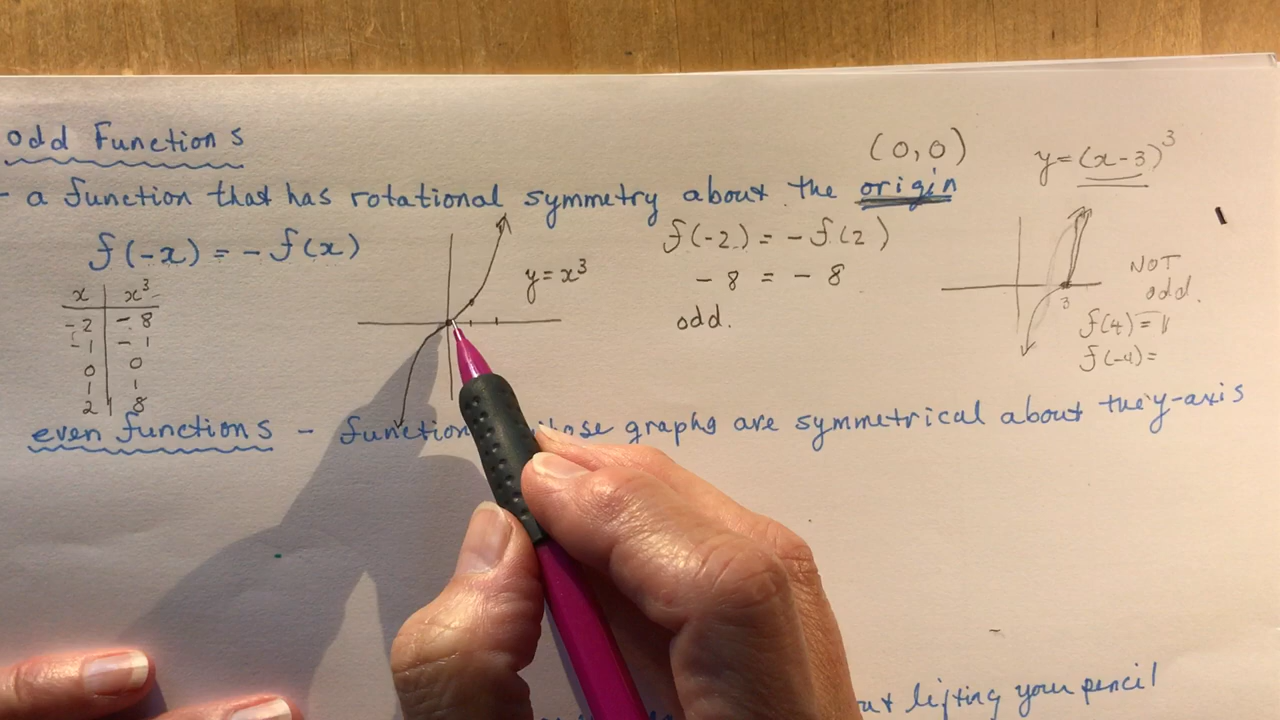 odd Functions
(0,0)
y=(x-3)³
- a function that has rotational symmetry about the origin
f(-x) = - f(x)
f(-2) = - f(2)
y=x³
- 8 = - 8
odd.
x x³
-2 -8
-1 -1
0 0
1 1
2 8
3
NOT odd.
f(4) = 1
f(-4) =
even functions - function whose graphs are symmetrical about the y-axis
lifting your pencil